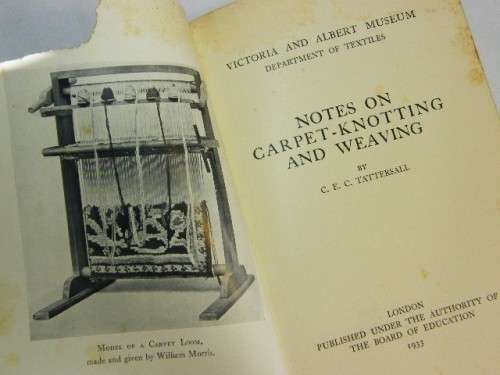 Model of a Carpet Loom,
made and given by William Morris.
VICTORIA AND ALBERT MUSEUM
DEPARTMENT OF TEXTILES
NOTES ON
CARPET-KNOTTING
AND WEAVING
BY
C. E. C. TATTERSALL
LONDON
PUBLISHED UNDER THE AUTHORITY OF
THE BOARD OF EDUCATION
1933